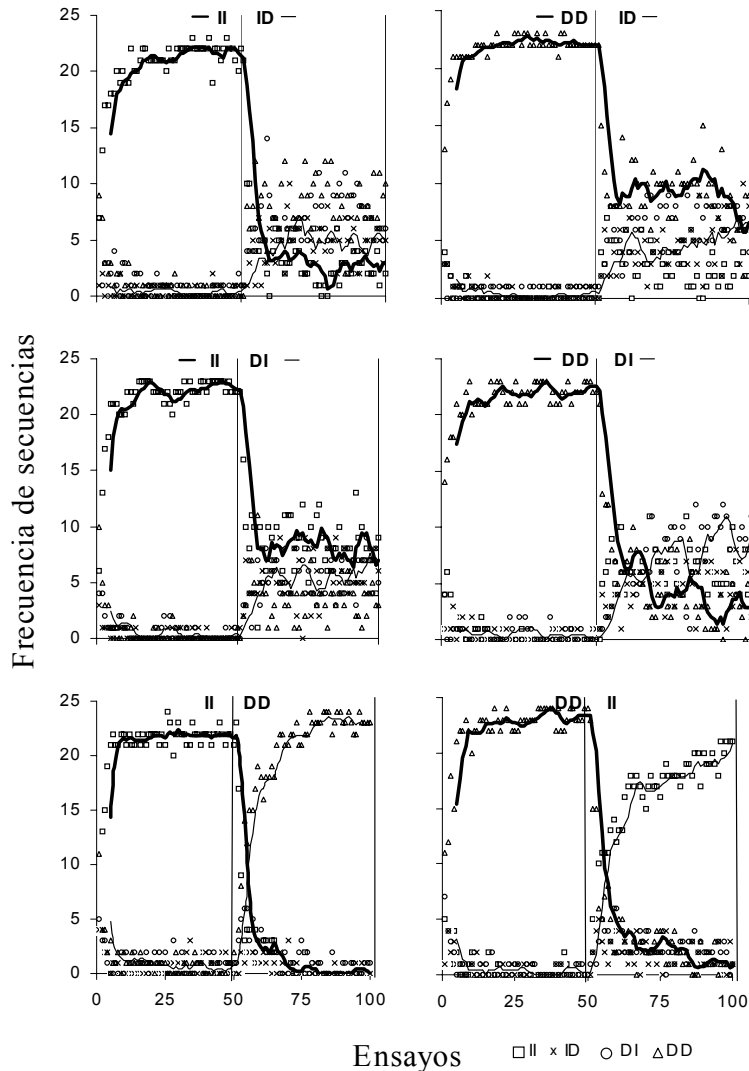 25 — II ID — DD ID —
20
15
10
5
0
25 — II DI — — DD DI —
20
15
10
5
0
25 II DD DD II
20
15
10
5
0
0 25 50 75 100 0 25 50 75 100
Frecuencia de secuencias
Ensayos □ II × ID ○ DI △ DD